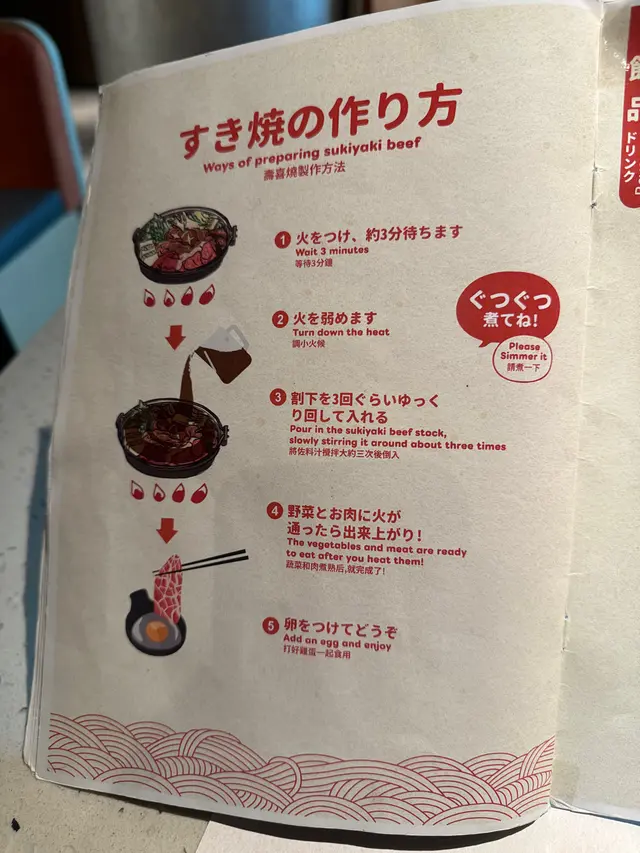 すき焼の作り方
Ways of preparing sukiyaki beef
壽喜燒製作方法
1 火をつけ、約3分待ちます
Wait 3 minutes
等待3分鐘
2 火を弱めます
Turn down the heat
調小火候
ぐつぐつ
煮てね!
Please
Simmer it
請煮一下
3 割下を3回ぐらいゆっく
り回して入れる
Pour in the sukiyaki beef stock,
slowly stirring it around about three times
將佐料汁攪拌大約三次後倒入
4 野菜とお肉に火が
通ったら出来上がり!
The vegetables and meat are ready
to eat after you heat them!
蔬菜和肉煮熟后,就完成了!
5 卵をつけてどうぞ
Add an egg and enjoy
打好雞蛋一起食用
品
ドリンク